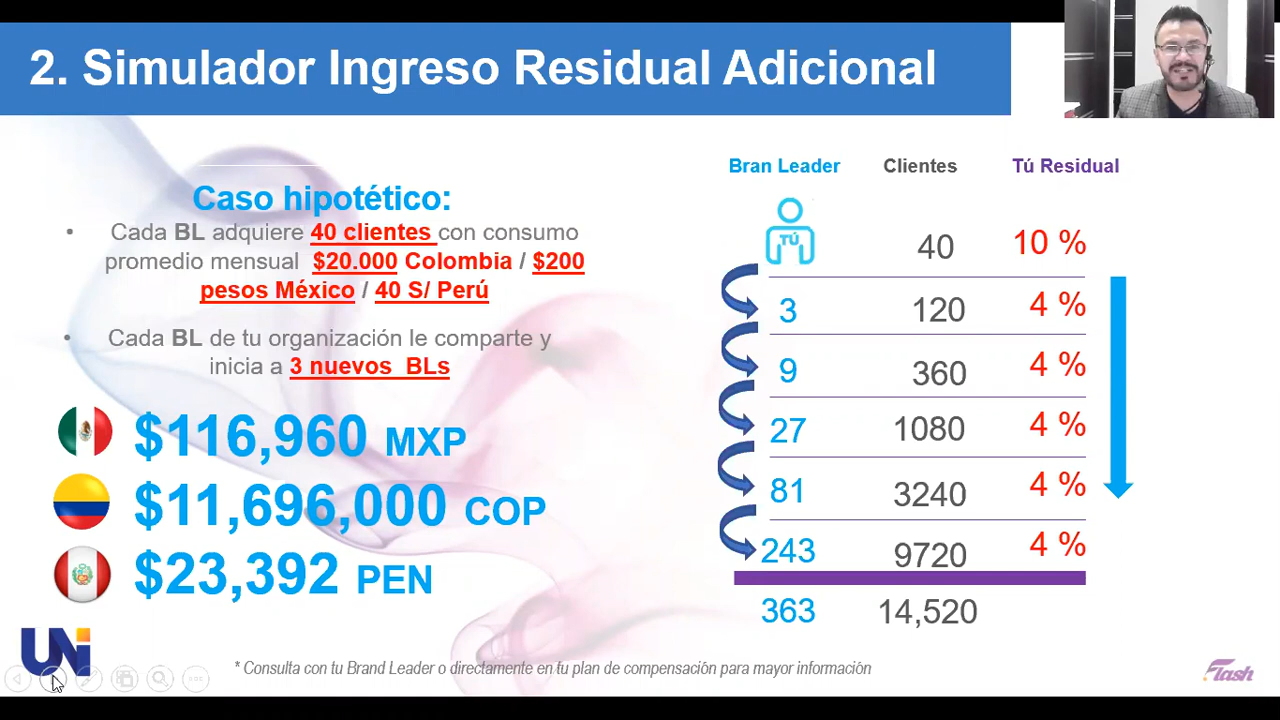 2. Simulador Ingreso Residual Adicional
Caso hipotético:
• Cada BL adquiere 40 clientes con consumo
promedio mensual $20.000 Colombia / $200
pesos México / 40 S/ Perú
• Cada BL de tu organización le comparte y
inicia a 3 nuevos BLs
$116,960 MXP
$11,696,000 COP
$23,392 PEN
Bran Leader Clientes Tú Residual
TÚ 40 10 %
3 120 4 %
9 360 4 %
27 1080 4 %
81 3240 4 %
243 9720 4 %
363 14,520
UNi
* Consulta con tu Brand Leader o directamente en tu plan de compensación para mayor información
Flash